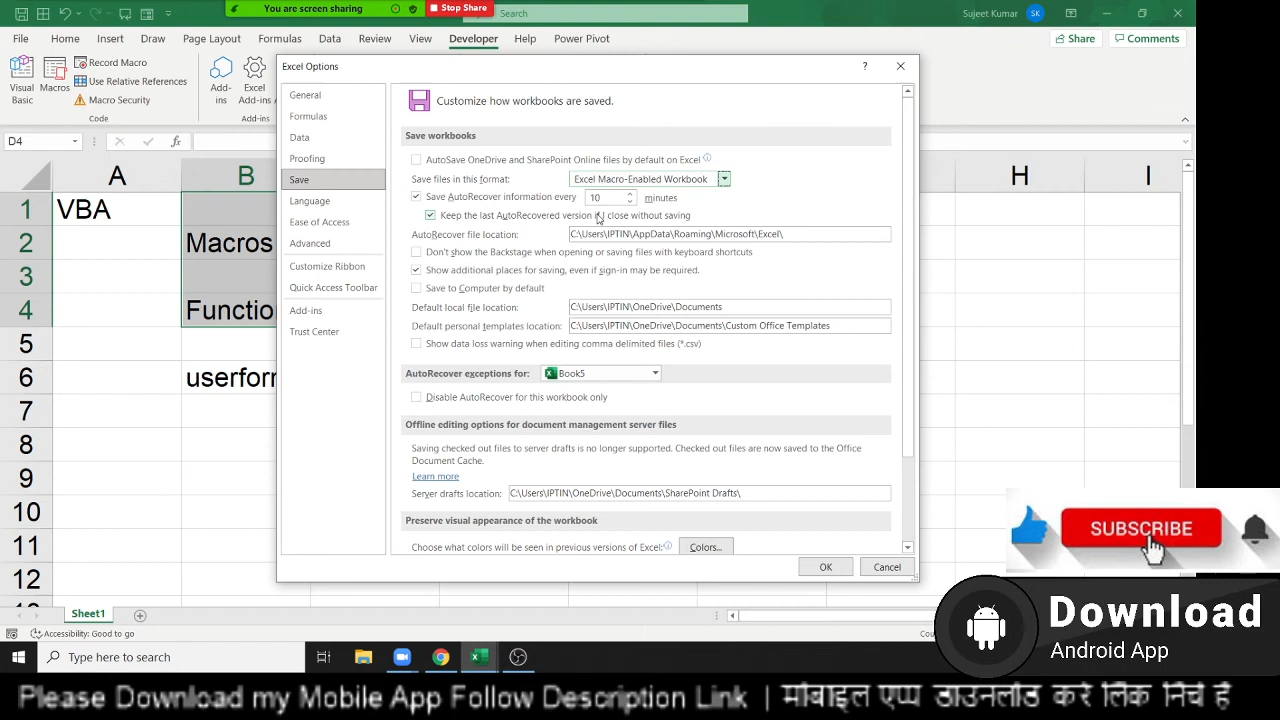 You are screen sharing
Stop Share
Search
Sujeet Kumar
SK
File Home Insert Draw Page Layout Formulas Data Review View Developer Help Power Pivot
Share
Comments
Visual Basic
Macros
Record Macro
Use Relative References
Macro Security
Code
Add-ins
Excel Add-ins
Add-ins
D4
fx
Excel Options
?
General
Formulas
Data
Proofing
Save
Language
Ease of Access
Advanced
Customize Ribbon
Quick Access Toolbar
Add-ins
Trust Center
Customize how workbooks are saved.
Save workbooks
AutoSave OneDrive and SharePoint Online files by default on Excel
Save files in this format: Excel Macro-Enabled Workbook
Save AutoRecover information every 10 minutes
Keep the last AutoRecovered version if I close without saving
AutoRecover file location: C:\Users\IPTIN\AppData\Roaming\Microsoft\Excel\
Don't show the Backstage when opening or saving files with keyboard shortcuts
Show additional places for saving, even if sign-in may be required.
Save to Computer by default
Default local file location: C:\Users\IPTIN\OneDrive\Documents
Default personal templates location: C:\Users\IPTIN\OneDrive\Documents\Custom Office Templates
Show data loss warning when editing comma delimited files (*.csv)
AutoRecover exceptions for: Book5
Disable AutoRecover for this workbook only
Offline editing options for document management server files
Saving checked out files to server drafts is no longer supported. Checked out files are now saved to the Office
Document Cache.
Learn more
Server drafts location: C:\Users\IPTIN\OneDrive\Documents\SharePoint Drafts\
Preserve visual appearance of the workbook
Choose what colors will be seen in previous versions of Excel: Colors...
OK Cancel
A B H I
1 VBA
2 Macros
3
4
5
6
7
8
9
10
11
12
Sheet1
Accessibility: Good to go
SUBSCRIBE
Download
Android App
Type here to search
Please Download my Mobile App Follow Description Link | मोबाइल एप्प डाउनलोड करे लिंक निचे है